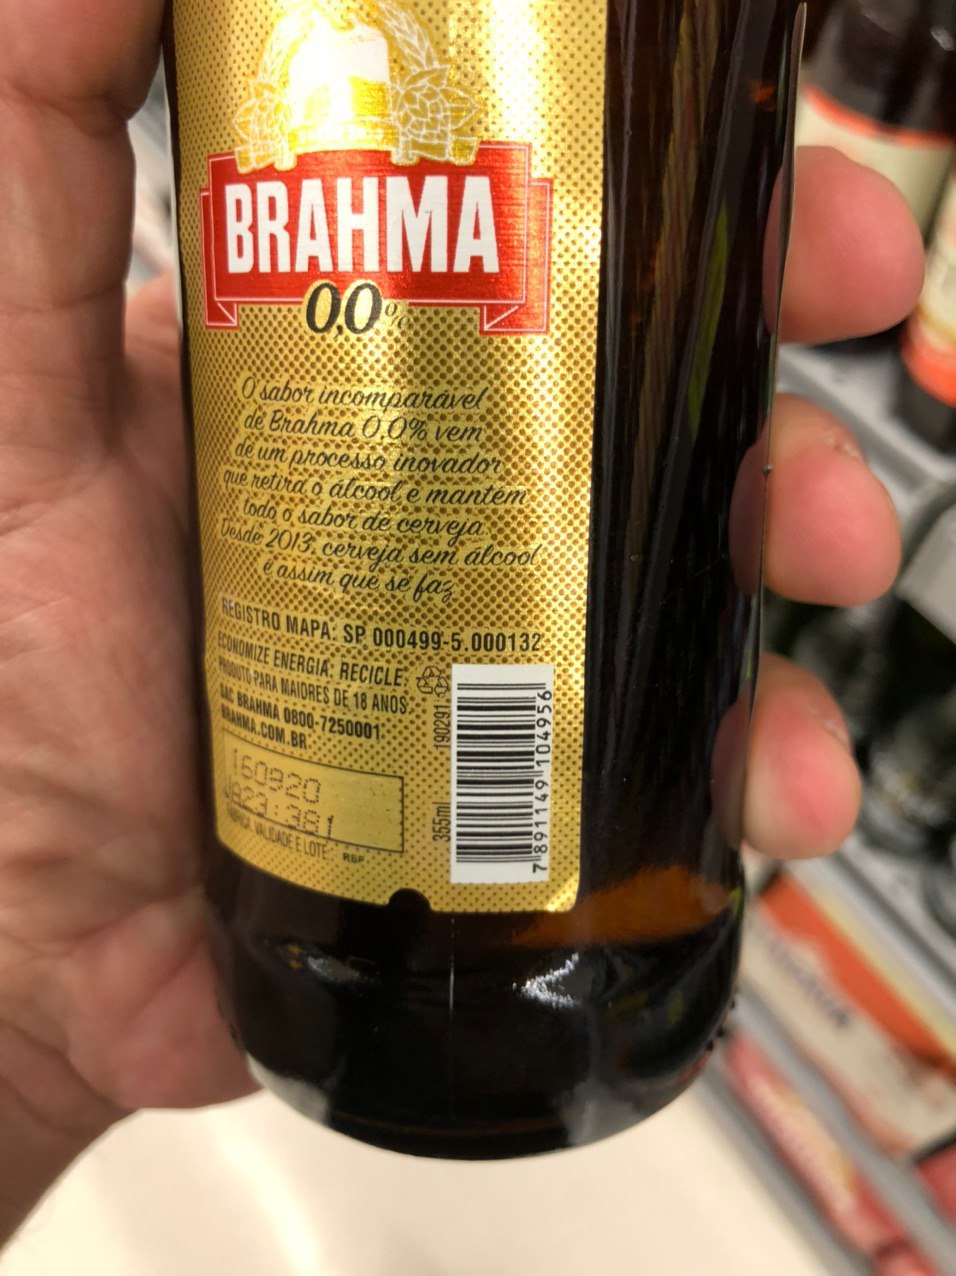 BRAHMA
0,0%
O sabor incomparável
de Brahma 0,0% vem
de um processo inovador
que retira o álcool e mantém
todo o sabor de cerveja.
Desde 2013, cerveja sem álcool
é assim que se faz
REGISTRO MAPA: SP 000499-5.000132
ECONOMIZE ENERGIA: RECICLE
PRODUTO PARA MAIORES DE 18 ANOS.
SAC BRAHMA 0800-7250001
BRAHMA.COM.BR
160920
VALIDADE E LOTE:
RSP
355ml
190291
7 891149 104956